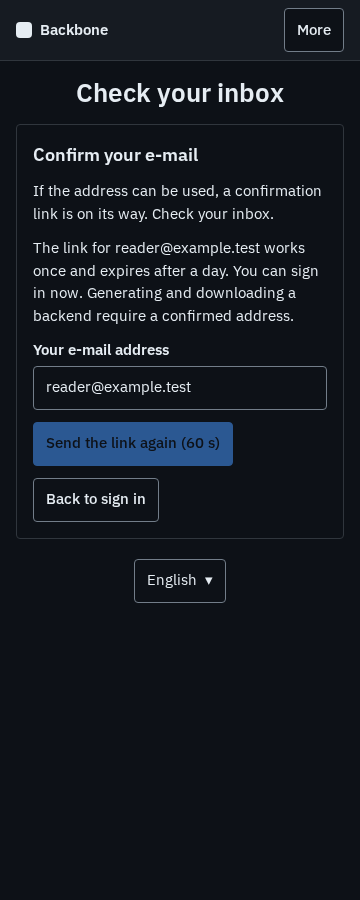 Backbone
More
Check your inbox
Confirm your e-mail
If the address can be used, a confirmation
link is on its way. Check your inbox.
The link for reader@example.test works
once and expires after a day. You can sign
in now. Generating and downloading a
backend require a confirmed address.
Your e-mail address
reader@example.test
Send the link again (60 s)
Back to sign in
English ▾